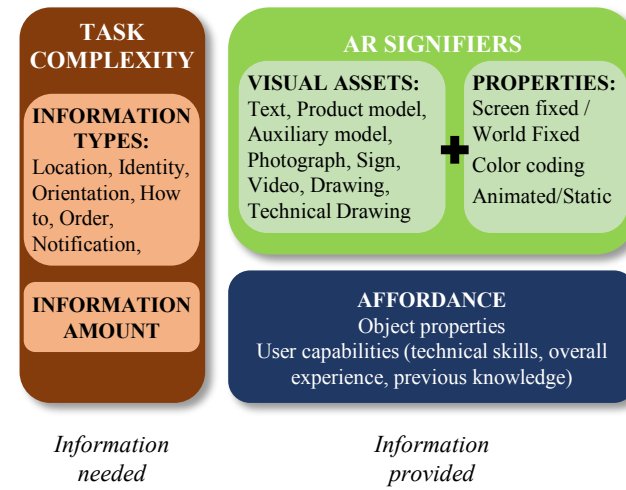 TASK
COMPLEXITY
INFORMATION
TYPES:
Location, Identity,
Orientation, How
to, Order,
Notification,
INFORMATION
AMOUNT
AR SIGNIFIERS
VISUAL ASSETS:
Text, Product model,
Auxiliary model,
Photograph, Sign,
Video, Drawing,
Technical Drawing
PROPERTIES:
Screen fixed /
World Fixed
Color coding
Animated/Static
AFFORDANCE
Object properties
User capabilities (technical skills, overall
experience, previous knowledge)
Information
needed
Information
provided